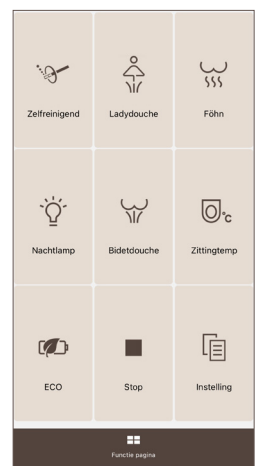 Zelfreinigend Ladydouche Föhn
Nachtlamp Bidetdouche °c Zittingtemp
ECO Stop Instelling
Functie pagina